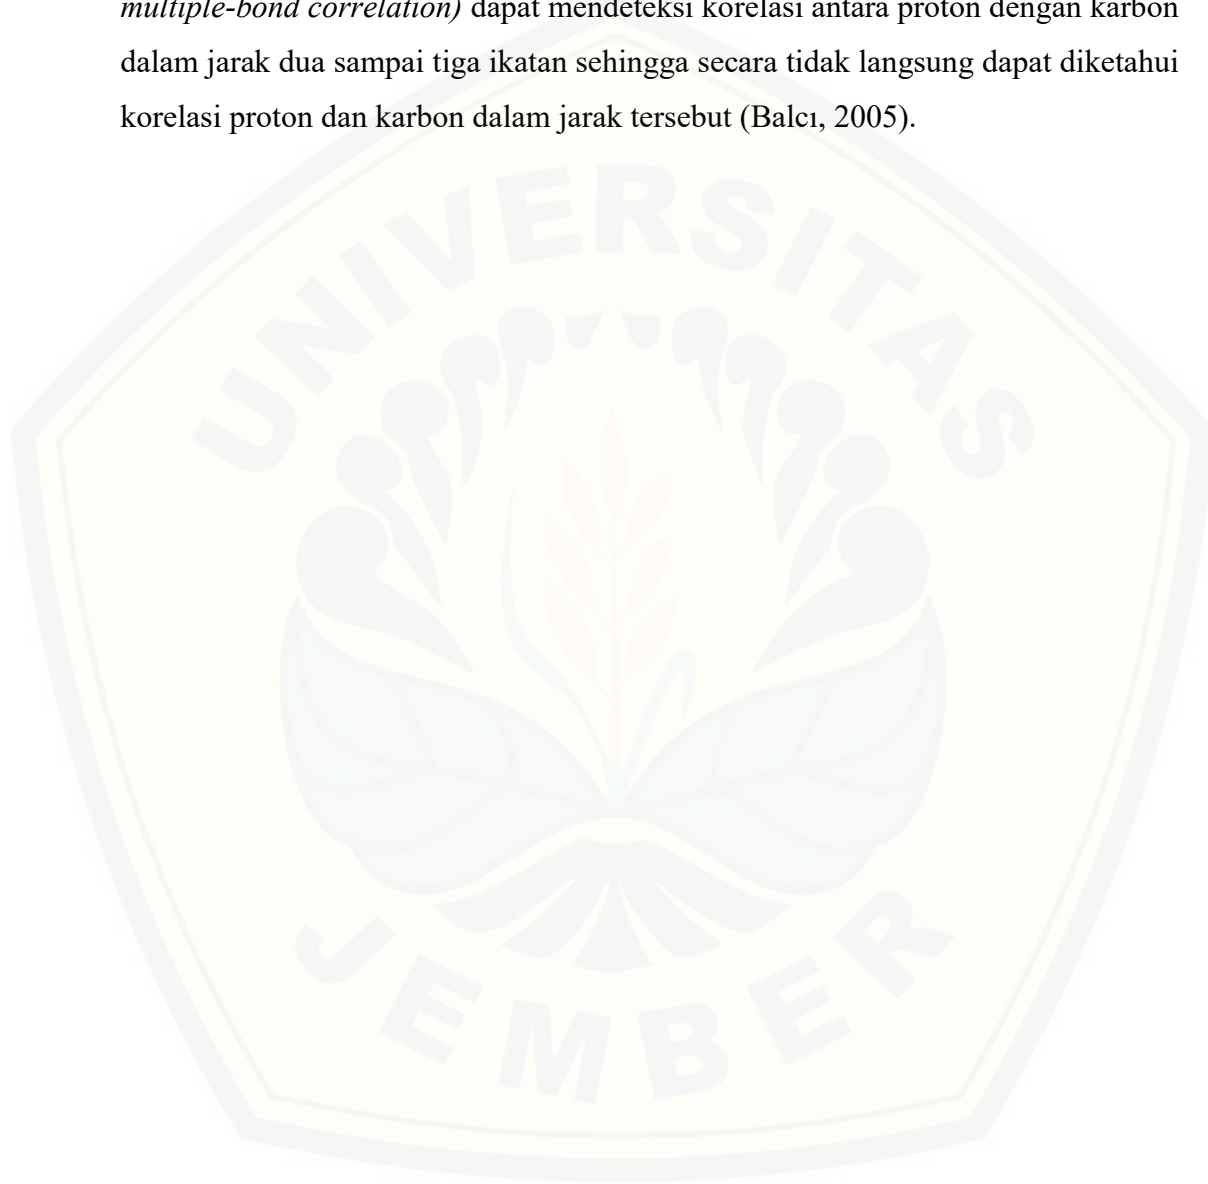 multiple-bond correlation) dapat mendeteksi korelasi antara proton dengan karbon
dalam jarak dua sampai tiga ikatan sehingga secara tidak langsung dapat diketahui
korelasi proton dan karbon dalam jarak tersebut (Balcı, 2005).
UNIVERSITAS
JEMBER